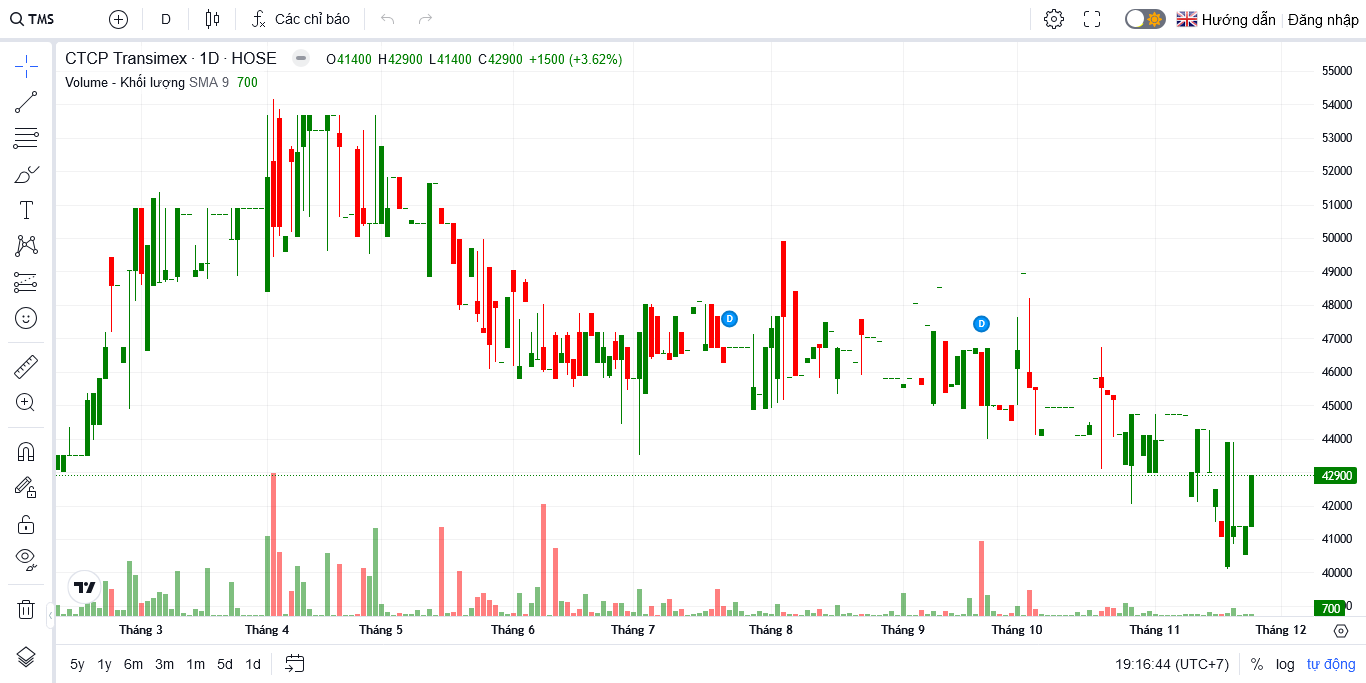 TMS D Các chỉ báo Hướng dẫn Đăng nhập
CTCP Transimex · 1D · HOSE O41400 H42900 L41400 C42900 +1500 (+3.62%)
Volume - Khối lượng SMA 9 700
55000
54000
53000
52000
51000
50000
49000
48000
47000
46000
45000
44000
42900
42000
41000
40000
700
D
D
Tháng 3 Tháng 4 Tháng 5 Tháng 6 Tháng 7 Tháng 8 Tháng 9 Tháng 10 Tháng 11 Tháng 12
5y 1y 6m 3m 1m 5d 1d 19:16:44 (UTC+7) % log tự động